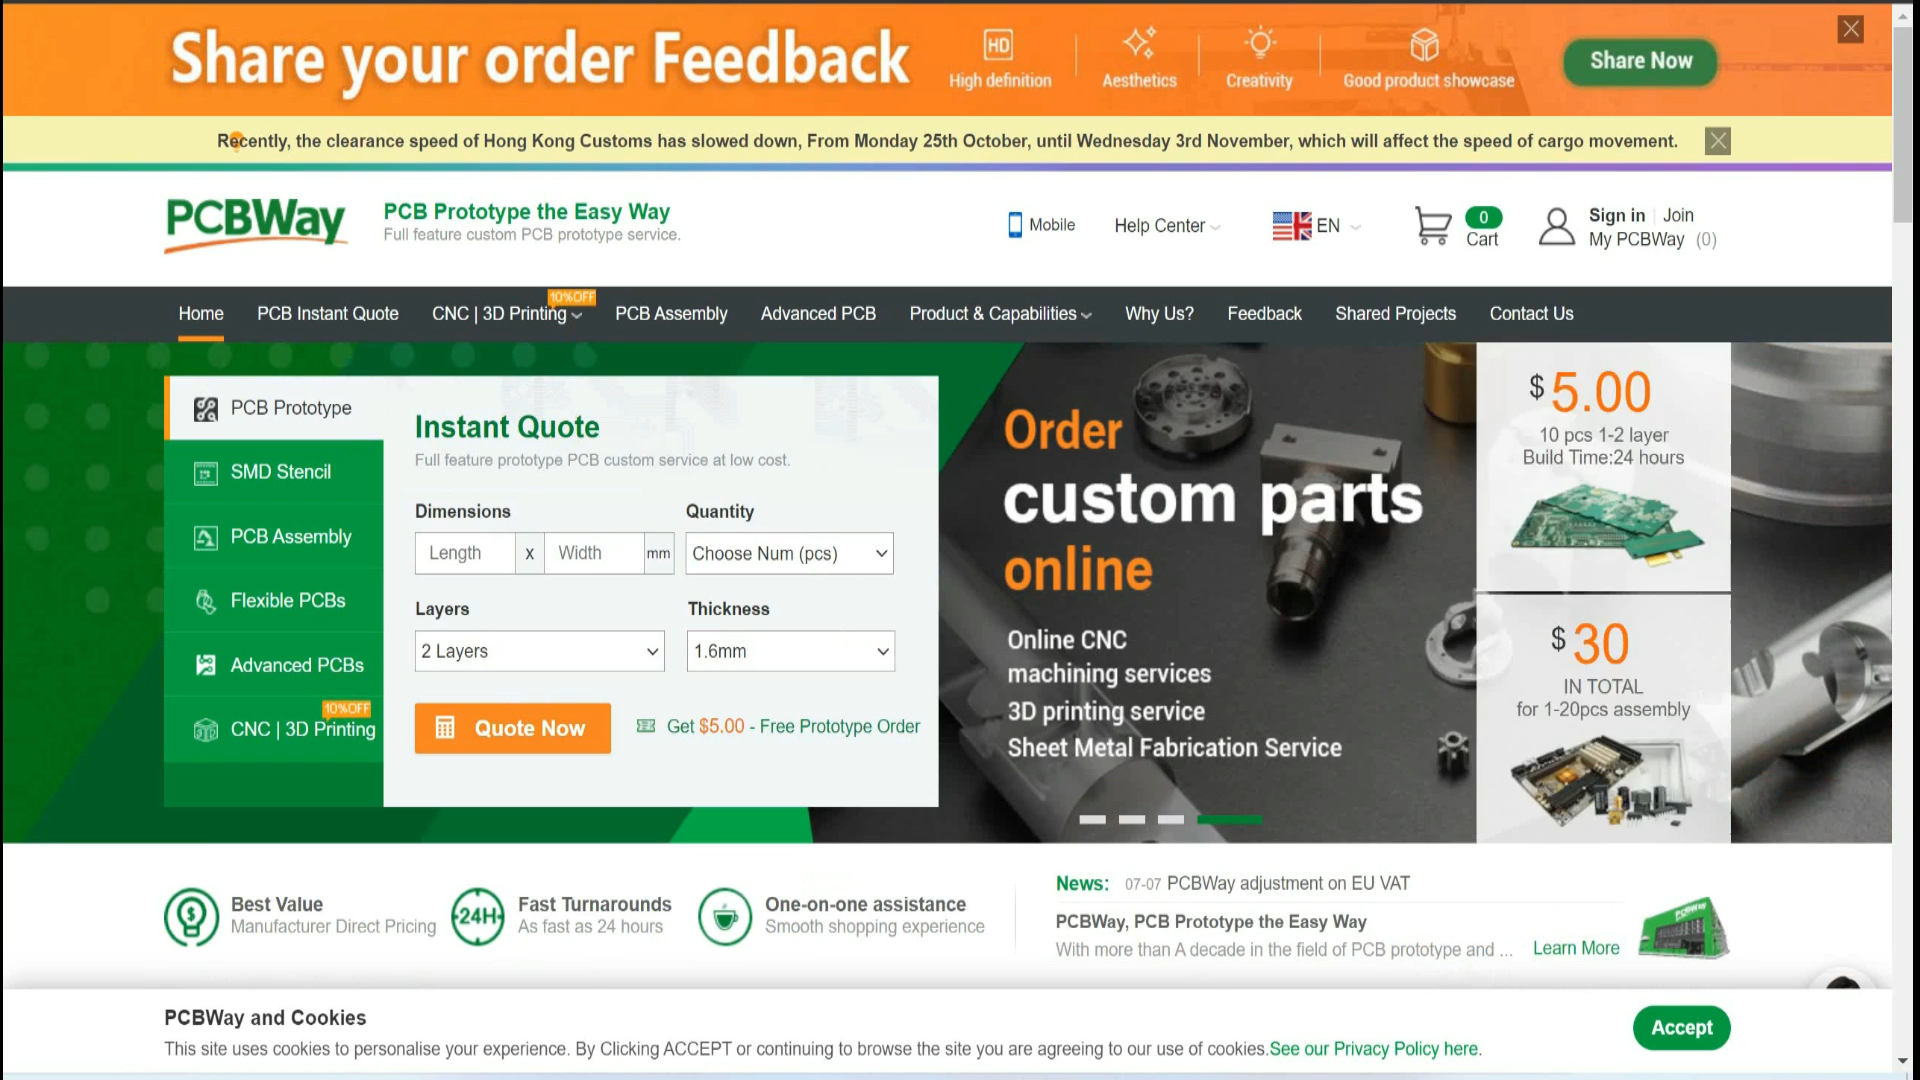 Share your order Feedback
HD
High definition
Aesthetics
Creativity
Good product showcase
Share Now
Recently, the clearance speed of Hong Kong Customs has slowed down, From Monday 25th October, until Wednesday 3rd November, which will affect the speed of cargo movement.
PCBWay
PCB Prototype the Easy Way
Full feature custom PCB prototype service.
Mobile
Help Center
EN
0
Cart
Sign in
Join
My PCBWay (0)
10%OFF
Home
PCB Instant Quote
CNC | 3D Printing
PCB Assembly
Advanced PCB
Product & Capabilities
Why Us?
Feedback
Shared Projects
Contact Us
PCB Prototype
SMD Stencil
PCB Assembly
Flexible PCBs
Advanced PCBs
10%OFF
CNC | 3D Printing
Instant Quote
Full feature prototype PCB custom service at low cost.
Dimensions
Quantity
Length x Width mm
Choose Num (pcs)
Layers
Thickness
2 Layers
1.6mm
Quote Now
Get $5.00 - Free Prototype Order
Order
custom parts
online
Online CNC
machining services
3D printing service
Sheet Metal Fabrication Service
$ 5.00
10 pcs 1-2 layer
Build Time:24 hours
$ 30
IN TOTAL
for 1-20pcs assembly
Best Value
Manufacturer Direct Pricing
24H
Fast Turnarounds
As fast as 24 hours
One-on-one assistance
Smooth shopping experience
News: 07-07 PCBWay adjustment on EU VAT
PCBWay, PCB Prototype the Easy Way
With more than A decade in the field of PCB prototype and ... Learn More
PCBWay
PCBWay and Cookies
This site uses cookies to personalise your experience. By Clicking ACCEPT or continuing to browse the site you are agreeing to our use of cookies.See our Privacy Policy here.
Accept